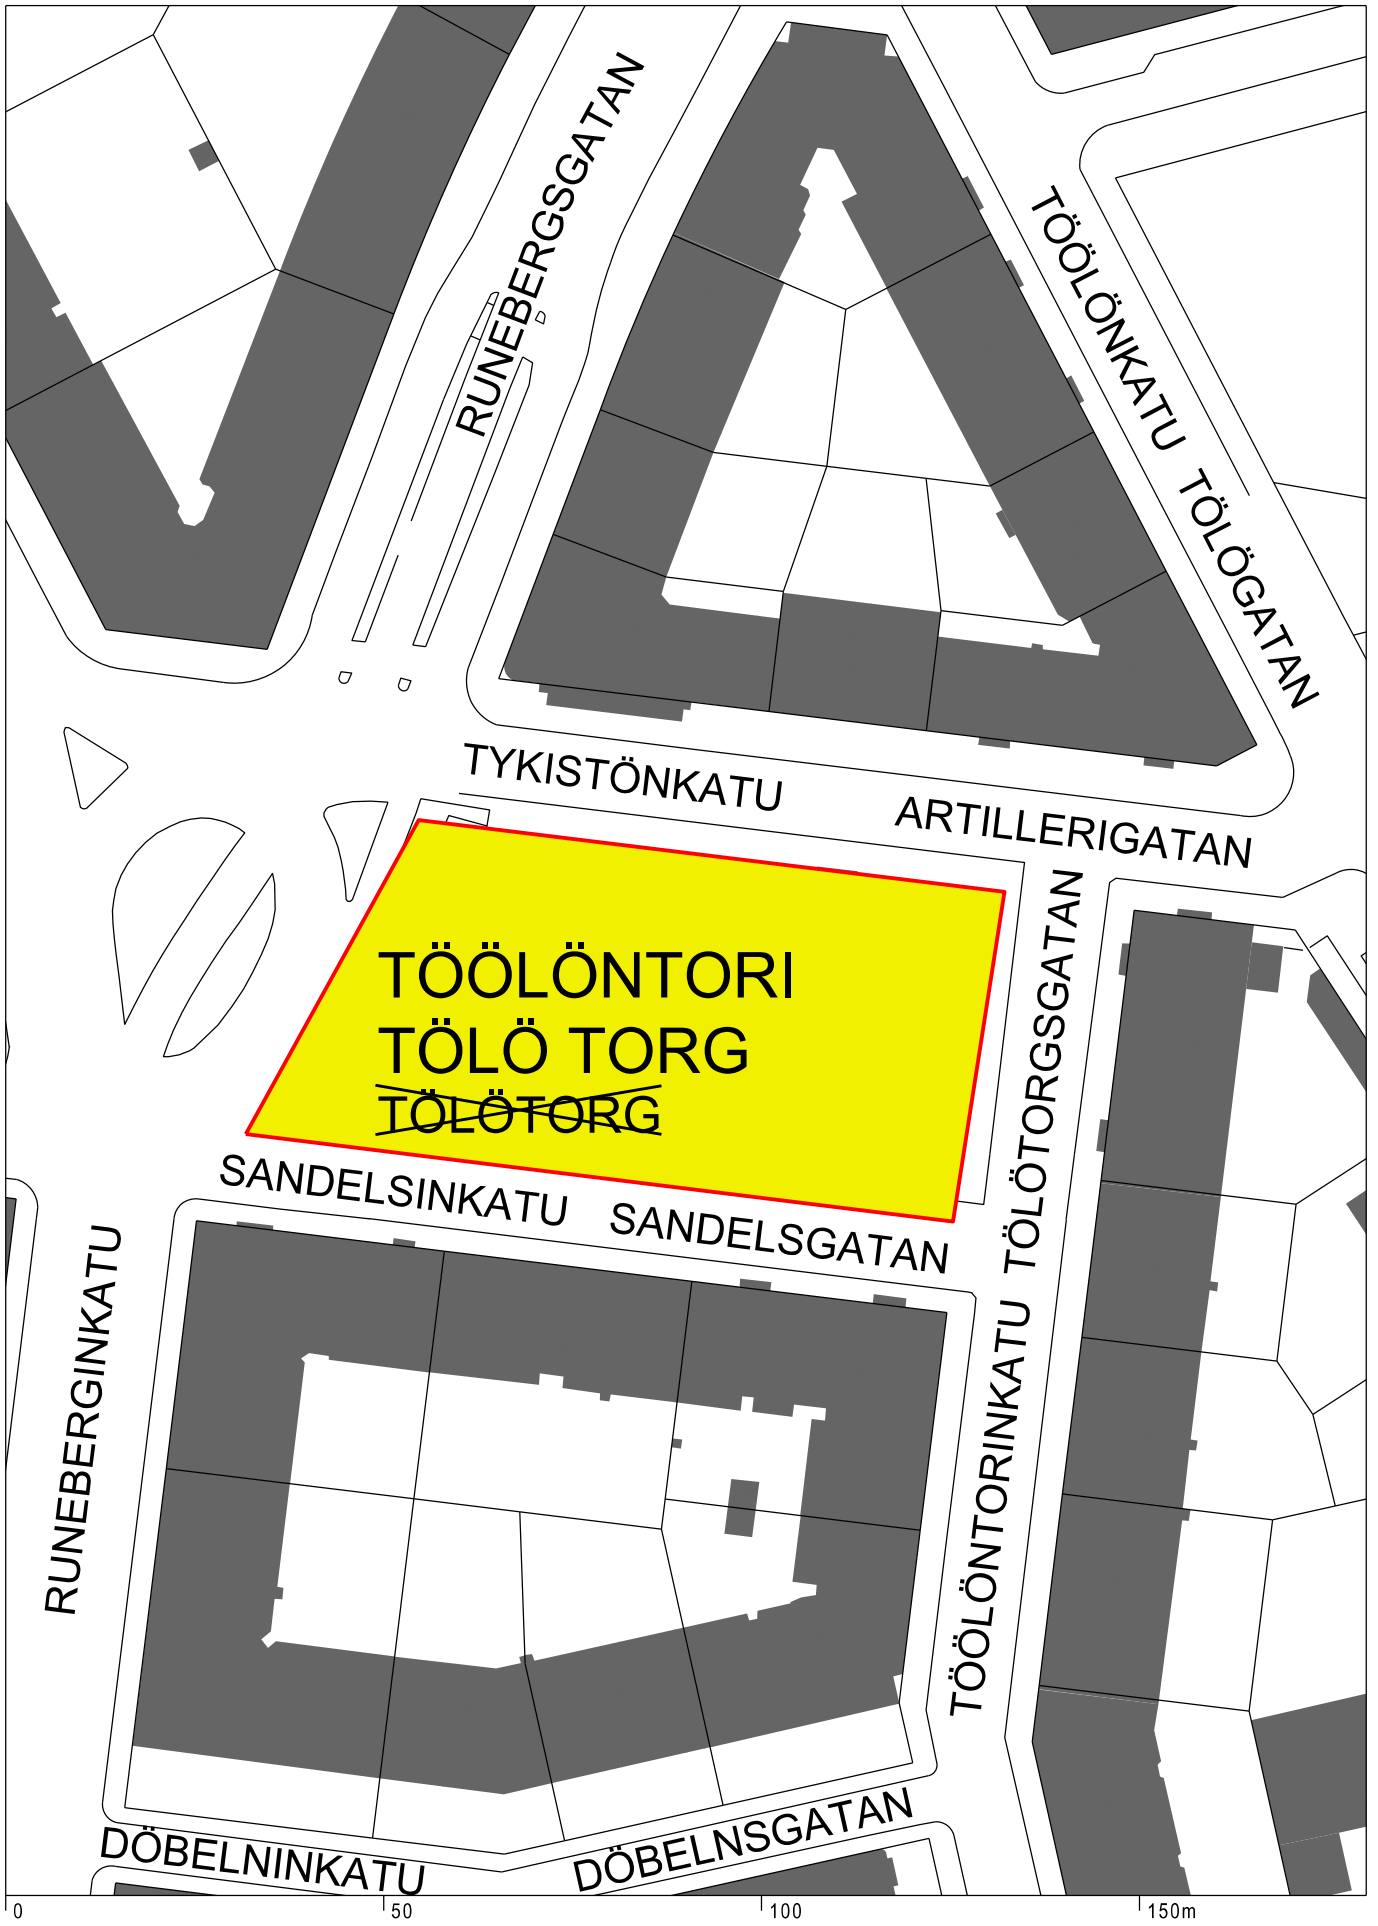 RUNEBERGSGATAN
TÖÖLÖNKATU TÖLÖGATAN
TYKISTÖNKATU ARTILLERIGATAN
TÖÖLÖNTORI
TÖLÖ TORG
TÖLÖTORG
SANDELSINKATU SANDELSGATAN
TÖÖLÖNTORINKATU TÖLÖTORGSGATAN
RUNEBERGINKATU
DÖBELNINKATU DÖBELNSGATAN
0 50 100 150m